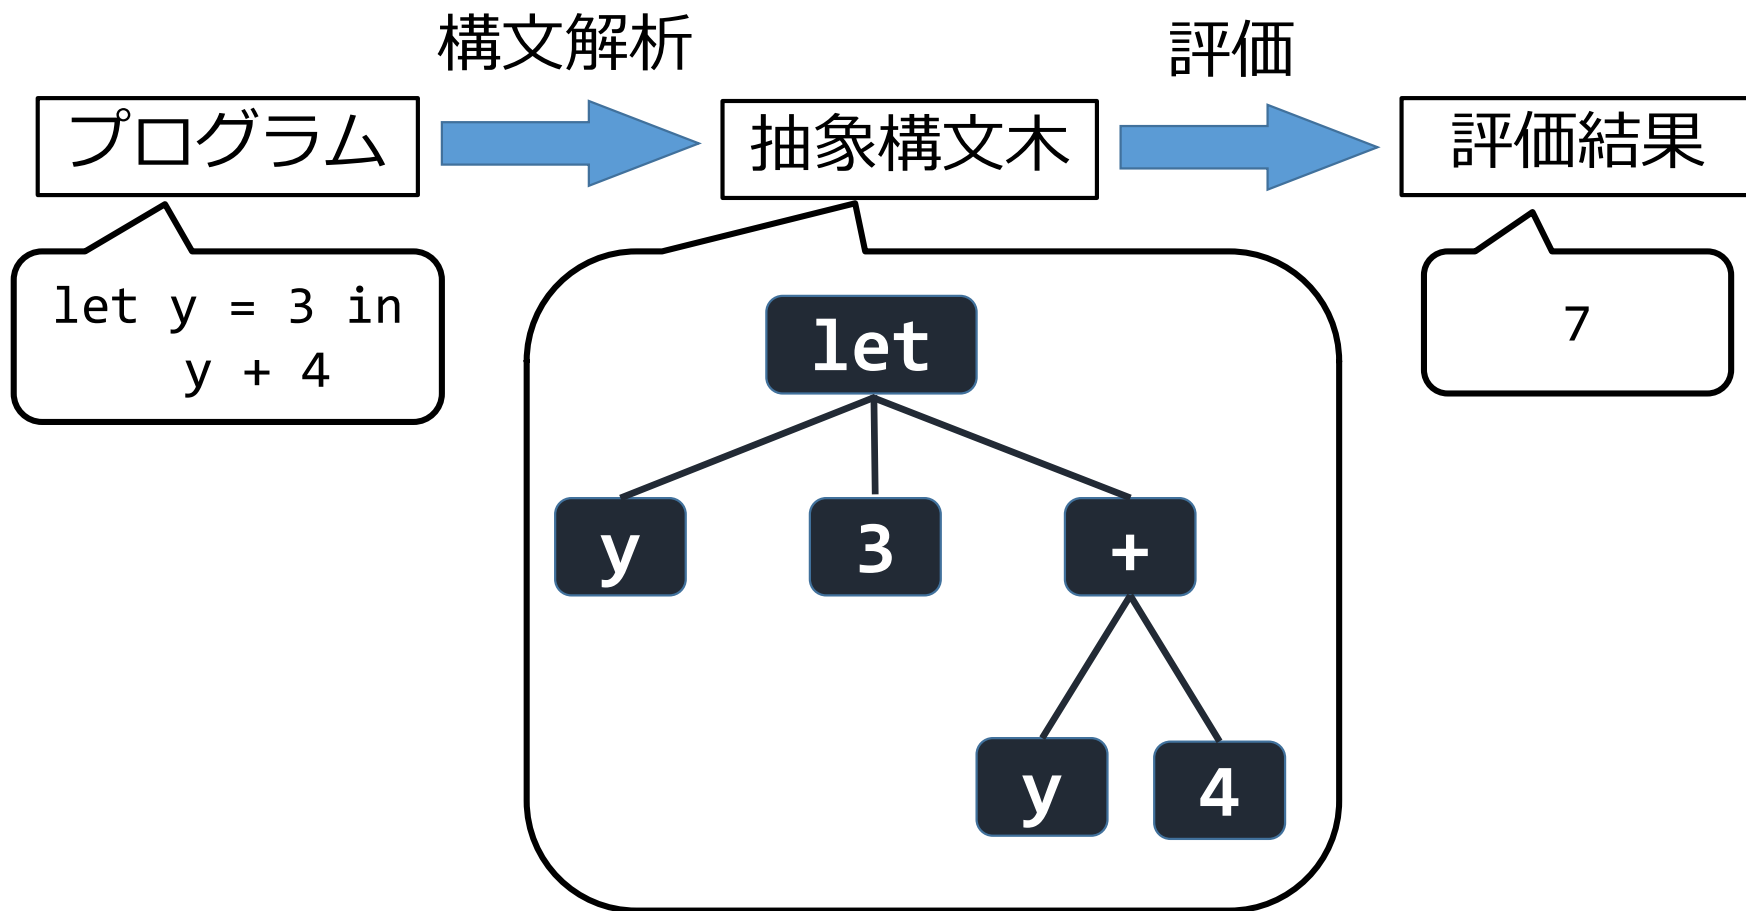 構文解析
評価
プログラム
抽象構文木
評価結果
let y = 3 in
y + 4
7
let
y
3
+
y
4